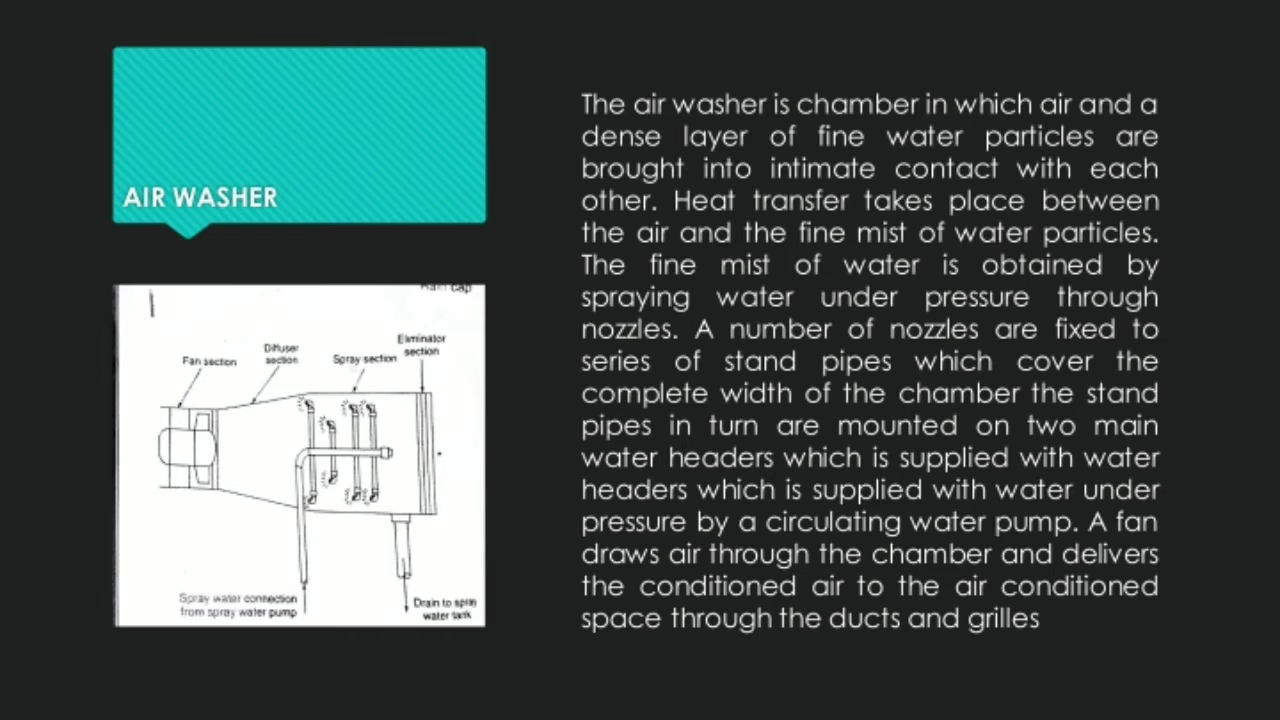 AIR WASHER
The air washer is chamber in which air and a
dense layer of fine water particles are
brought into intimate contact with each
other. Heat transfer takes place between
the air and the fine mist of water particles.
The fine mist of water is obtained by
spraying water under pressure through
nozzles. A number of nozzles are fixed to
series of stand pipes which cover the
complete width of the chamber the stand
pipes in turn are mounted on two main
water headers which is supplied with water
headers which is supplied with water under
pressure by a circulating water pump. A fan
draws air through the chamber and delivers
the conditioned air to the air conditioned
space through the ducts and grilles
cap
Fan section
Diffuser
section
Spray section
Eliminator
section
Spray water connection
from spray water pump
Drain to spray
water tank